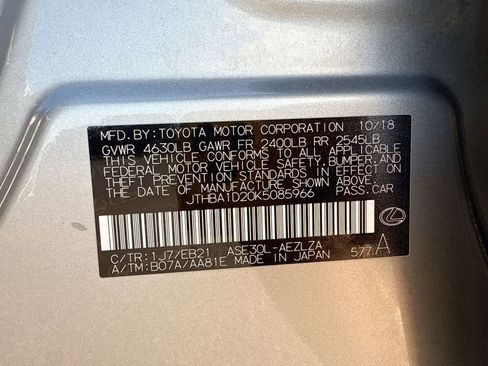 MFD. BY: TOYOTA MOTOR CORPORATION 10/18
GVWR 4630LB GAWR FR 2400LB RR 2545LB
THIS VEHICLE CONFORMS TO ALL APPLICABLE
FEDERAL MOTOR VEHICLE SAFETY, BUMPER, AND
THEFT PREVENTION STANDARDS IN EFFECT ON
THE DATE OF MANUFACTURE SHOWN ABOVE.
JTHBA1D20K5085966 PASS. CAR
C/TR: 1J7/EB21 ASE30L-AEZLZA
A/TM: B07A/AA81E MADE IN JAPAN 577 A